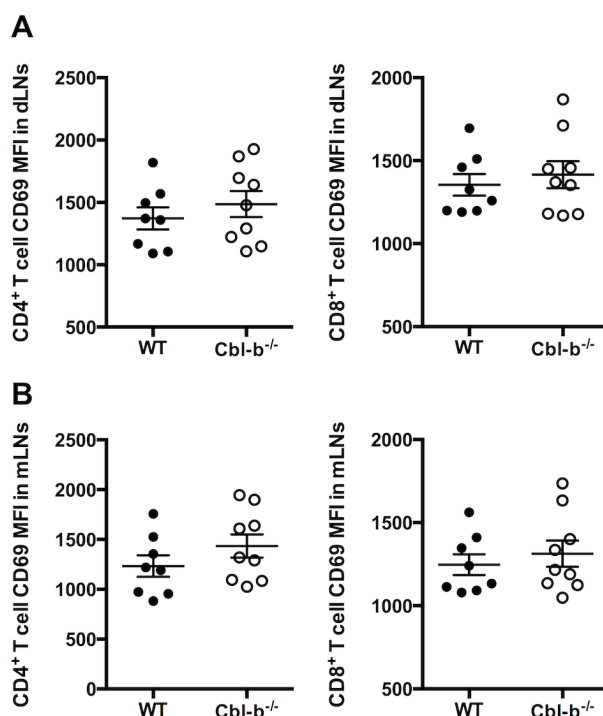 A
CD4⁺ T cell CD69 MFI in dLNs
2500
2000
1500
1000
500
WT
Cbl-b⁻/⁻
CD8⁺ T cell CD69 MFI in dLNs
2000
1500
1000
500
WT
Cbl-b⁻/⁻
B
CD4⁺ T cell CD69 MFI in mLNs
2500
2000
1500
1000
500
0
WT
Cbl-b⁻/⁻
CD8⁺ T cell CD69 MFI in mLNs
2000
1500
1000
500
WT
Cbl-b⁻/⁻